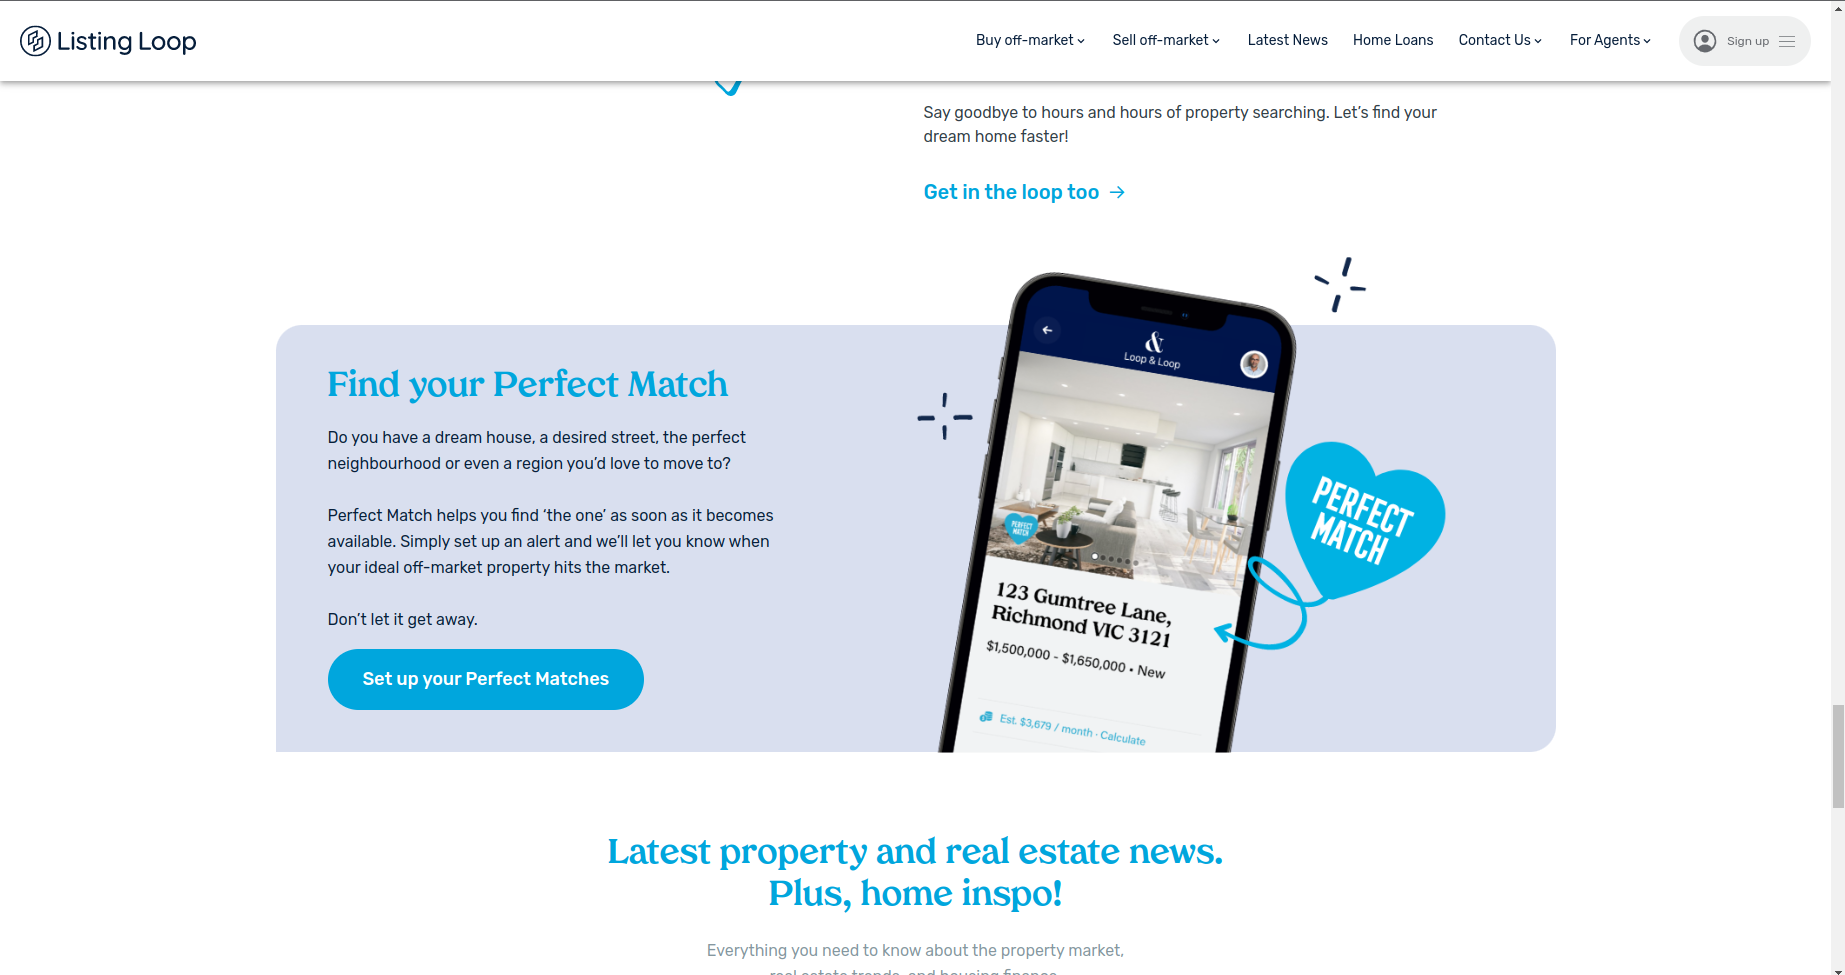 Listing Loop
Buy off-market
Sell off-market
Latest News
Home Loans
Contact Us
For Agents
Sign up
Say goodbye to hours and hours of property searching. Let’s find your
dream home faster!
Get in the loop too
Find your Perfect Match
Do you have a dream house, a desired street, the perfect
neighbourhood or even a region you’d love to move to?
Perfect Match helps you find ‘the one’ as soon as it becomes
available. Simply set up an alert and we’ll let you know when
your ideal off-market property hits the market.
Don’t let it get away.
Set up your Perfect Matches
&
Loop & Loop
PERFECT
MATCH
PERFECT
MATCH
123 Gumtree Lane,
Richmond VIC 3121
$1,500,000 - $1,650,000 • New
Est. $3,679 / month · Calculate
Latest property and real estate news.
Plus, home inspo!
Everything you need to know about the property market,
real estate trends, and housing finance.